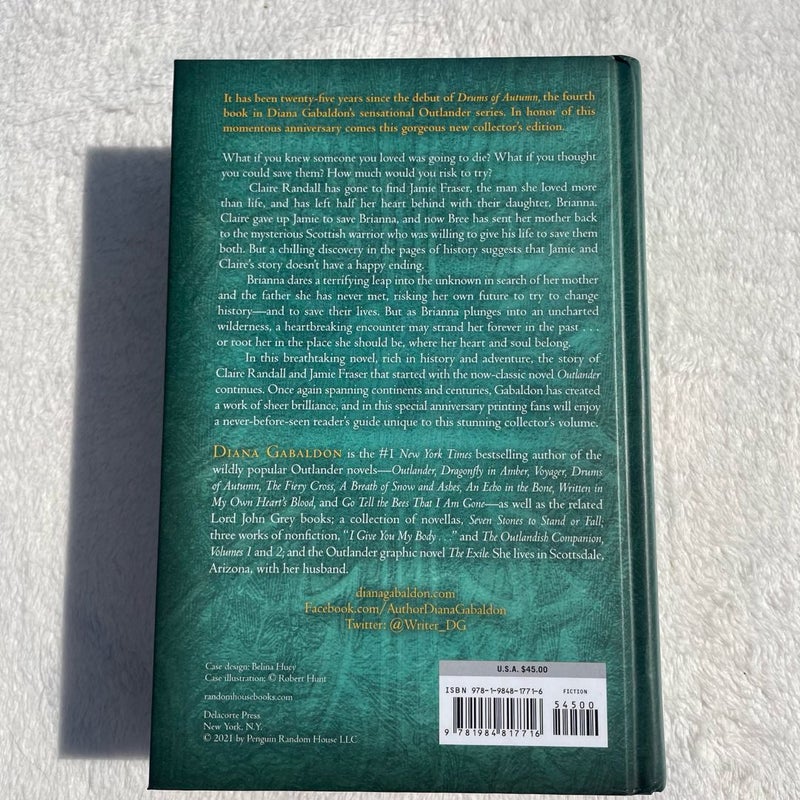 It has been twenty-five years since the debut of Drums of Autumn, the fourth
book in Diana Gabaldon's sensational Outlander series. In honor of this
momentous anniversary comes this gorgeous new collector's edition.
What if you knew someone you loved was going to die? What if you thought
you could save them? How much would you risk to try?
Claire Randall has gone to find Jamie Fraser, the man she loved more
than life, and has left half her heart behind with their daughter, Brianna.
Claire gave up Jamie to save Brianna, and now Bree has sent her mother back
to the mysterious Scottish warrior who was willing to give his life to save them
both. But a chilling discovery in the pages of history suggests that Jamie and
Claire's story doesn't have a happy ending.
Brianna dares a terrifying leap into the unknown in search of her mother
and the father she has never met, risking her own future to try to change
history—and to save their lives. But as Brianna plunges into an uncharted
wilderness, a heartbreaking encounter may strand her forever in the past . . .
or root her in the place she should be, where her heart and soul belong.
In this breathtaking novel, rich in history and adventure, the story of
Claire Randall and Jamie Fraser that started with the now-classic novel Outlander
continues. Once again spanning continents and centuries, Gabaldon has created
a work of sheer brilliance, and in this special anniversary printing fans will enjoy
a never-before-seen reader's guide unique to this stunning collector's volume.
DIANA GABALDON is the #1 New York Times bestselling author of the
wildly popular Outlander novels—Outlander, Dragonfly in Amber, Voyager, Drums
of Autumn, The Fiery Cross, A Breath of Snow and Ashes, An Echo in the Bone, Written in
My Own Heart's Blood, and Go Tell the Bees That I Am Gone—as well as the related
Lord John Grey books; a collection of novellas, Seven Stones to Stand or Fall;
three works of nonfiction, "I Give You My Body . . ." and The Outlandish Companion,
Volumes 1 and 2; and the Outlander graphic novel The Exile. She lives in Scottsdale,
Arizona, with her husband.
dianagabaldon.com
Facebook.com/AuthorDianaGabaldon
Twitter: @Writer_DG
Case design: Belina Huey
Case illustration: © Robert Hunt
randomhousebooks.com
Delacorte Press
New York, N.Y.
© 2021 by Penguin Random House LLC
U.S.A. $45.00
ISBN 978-1-9848-1771-6 FICTION
54500
9 781984 817716